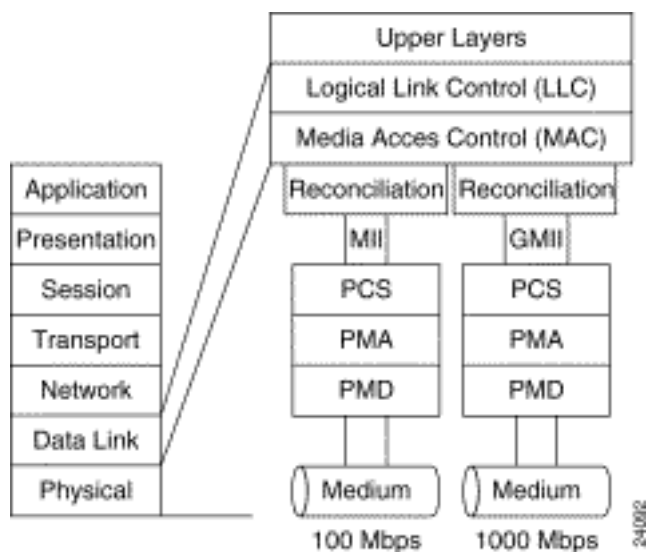 Upper Layers
Logical Link Control (LLC)
Media Acces Control (MAC)
Application
Presentation
Session
Transport
Network
Data Link
Physical
Reconciliation
MII
PCS
PMA
PMD
Medium
100 Mbps
Reconciliation
GMII
PCS
PMA
PMD
Medium
1000 Mbps
24092